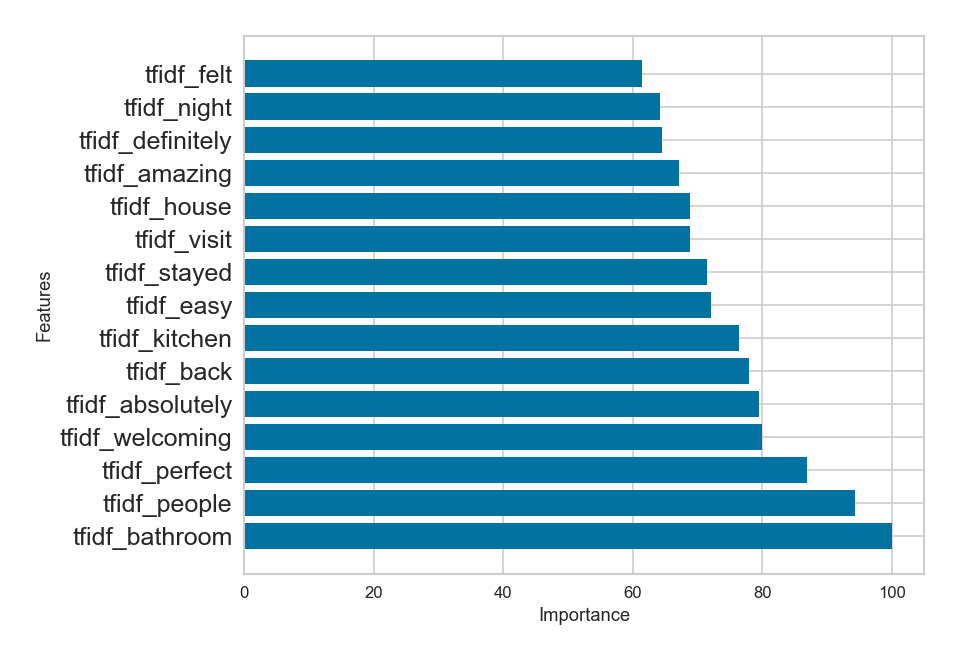 tfidf_felt
tfidf_night
tfidf_definitely
tfidf_amazing
tfidf_house
tfidf_visit
tfidf_stayed
tfidf_easy
tfidf_kitchen
tfidf_back
tfidf_absolutely
tfidf_welcoming
tfidf_perfect
tfidf_people
tfidf_bathroom
Features
0 20 40 60 80 100
Importance